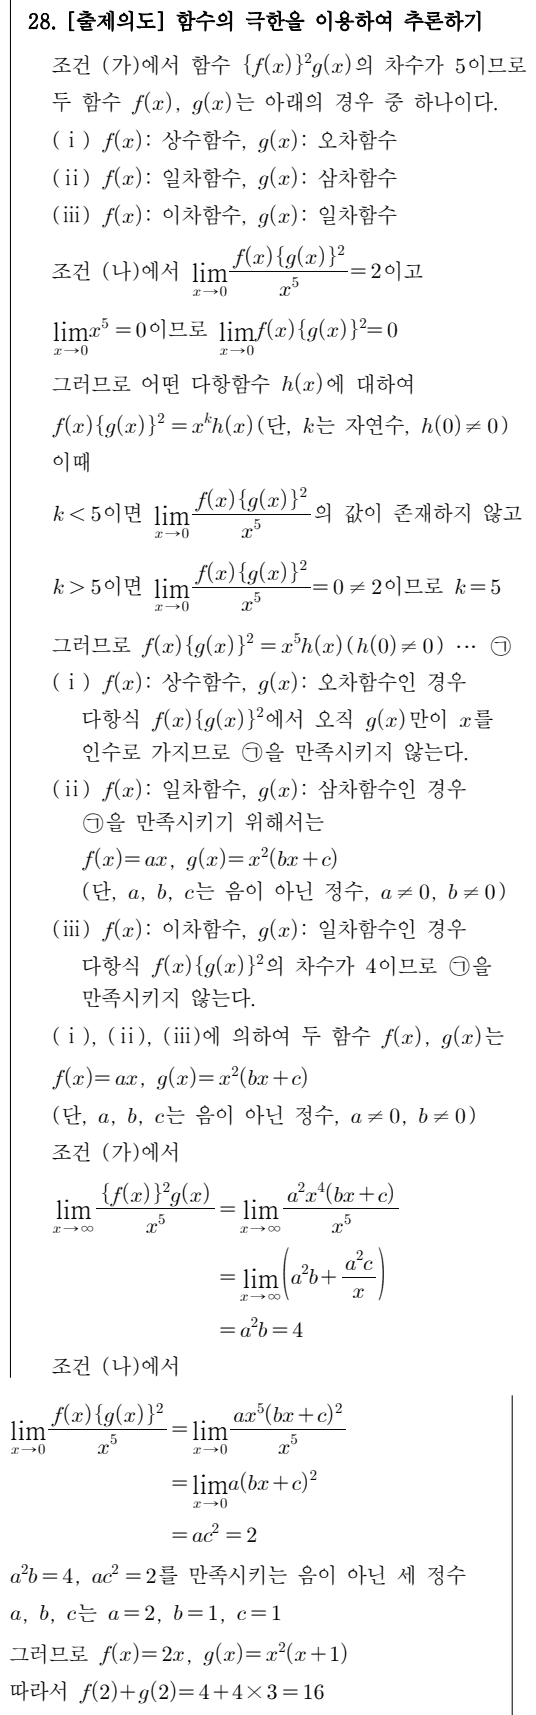 28. [출제의도] 함수의 극한을 이용하여 추론하기
조건 (가)에서 함수 {f(x)}²g(x)의 차수가 5이므로
두 함수 f(x), g(x)는 아래의 경우 중 하나이다.
(ⅰ) f(x): 상수함수, g(x): 오차함수
(ⅱ) f(x): 일차함수, g(x): 삼차함수
(ⅲ) f(x): 이차함수, g(x): 일차함수
조건 (나)에서 lim_{x→0} f(x){g(x)}²/x⁵ = 2이고
lim_{x→0} x⁵ = 0이므로 lim_{x→0} f(x){g(x)}² = 0
그러므로 어떤 다항함수 h(x)에 대하여
f(x){g(x)}² = xᵏh(x) (단, k는 자연수, h(0) ≠ 0)
이때
k < 5이면 lim_{x→0} f(x){g(x)}²/x⁵ 의 값이 존재하지 않고
k > 5이면 lim_{x→0} f(x){g(x)}²/x⁵ = 0 ≠ 2이므로 k = 5
그러므로 f(x){g(x)}² = x⁵h(x) (h(0) ≠ 0) ⋯ ㉠
(ⅰ) f(x): 상수함수, g(x): 오차함수인 경우
다항식 f(x){g(x)}²에서 오직 g(x)만이 x를
인수로 가지므로 ㉠을 만족시키지 않는다.
(ⅱ) f(x): 일차함수, g(x): 삼차함수인 경우
㉠을 만족시키기 위해서는
f(x) = ax, g(x) = x²(bx + c)
(단, a, b, c는 음이 아닌 정수, a ≠ 0, b ≠ 0)
(ⅲ) f(x): 이차함수, g(x): 일차함수인 경우
다항식 f(x){g(x)}²의 차수가 4이므로 ㉠을
만족시키지 않는다.
(ⅰ), (ⅱ), (ⅲ)에 의하여 두 함수 f(x), g(x)는
f(x) = ax, g(x) = x²(bx + c)
(단, a, b, c는 음이 아닌 정수, a ≠ 0, b ≠ 0)
조건 (가)에서
lim_{x→∞} {f(x)}²g(x)/x⁵ = lim_{x→∞} a²x⁴(bx + c)/x⁵
= lim_{x→∞} (a²b + a²c/x)
= a²b = 4
조건 (나)에서
lim_{x→0} f(x){g(x)}²/x⁵ = lim_{x→0} ax⁵(bx + c)²/x⁵
= lim_{x→0} a(bx + c)²
= ac² = 2
a²b = 4, ac² = 2를 만족시키는 음이 아닌 세 정수
a, b, c는 a = 2, b = 1, c = 1
그러므로 f(x) = 2x, g(x) = x²(x + 1)
따라서 f(2) + g(2) = 4 + 4 × 3 = 16